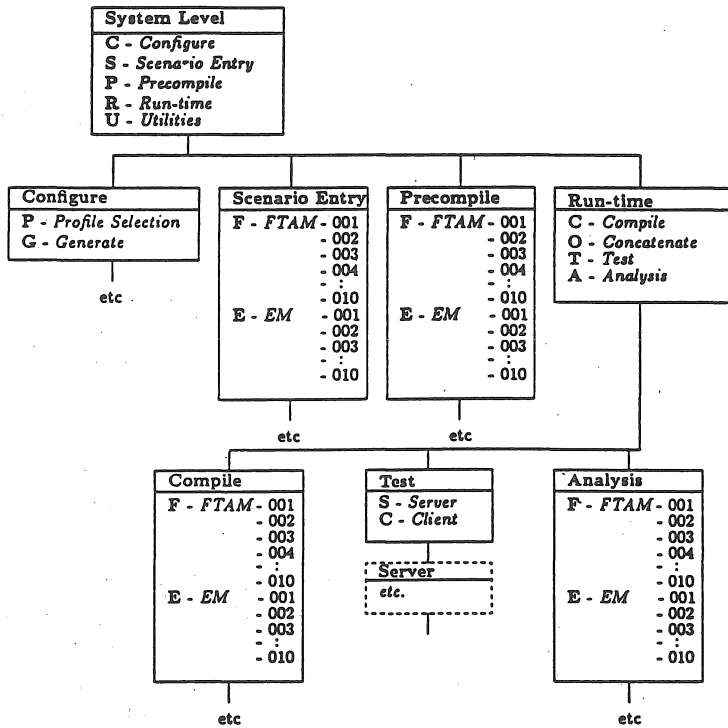 System Level
C - Configure
S - Scenario Entry
P - Precompile
R - Run-time
U - Utilities
Configure
P - Profile Selection
G - Generate
etc
Scenario Entry
F - FTAM - 001
- 002
- 003
- 004
- :
- 010
E - EM - 001
- 002
- 003
- :
- 010
etc
Precompile
F - FTAM - 001
- 002
- 003
- 004
- :
- 010
E - EM - 001
- 002
- 003
- :
- 010
etc
Run-time
C - Compile
O - Concatenate
T - Test
A - Analysis
Compile
F - FTAM - 001
- 002
- 003
- 004
- :
- 010
E - EM - 001
- 002
- 003
- :
- 010
etc
Test
S - Server
C - Client
Server
etc.
Analysis
F - FTAM - 001
- 002
- 003
- 004
- :
- 010
E - EM - 001
- 002
- 003
- :
- 010
etc